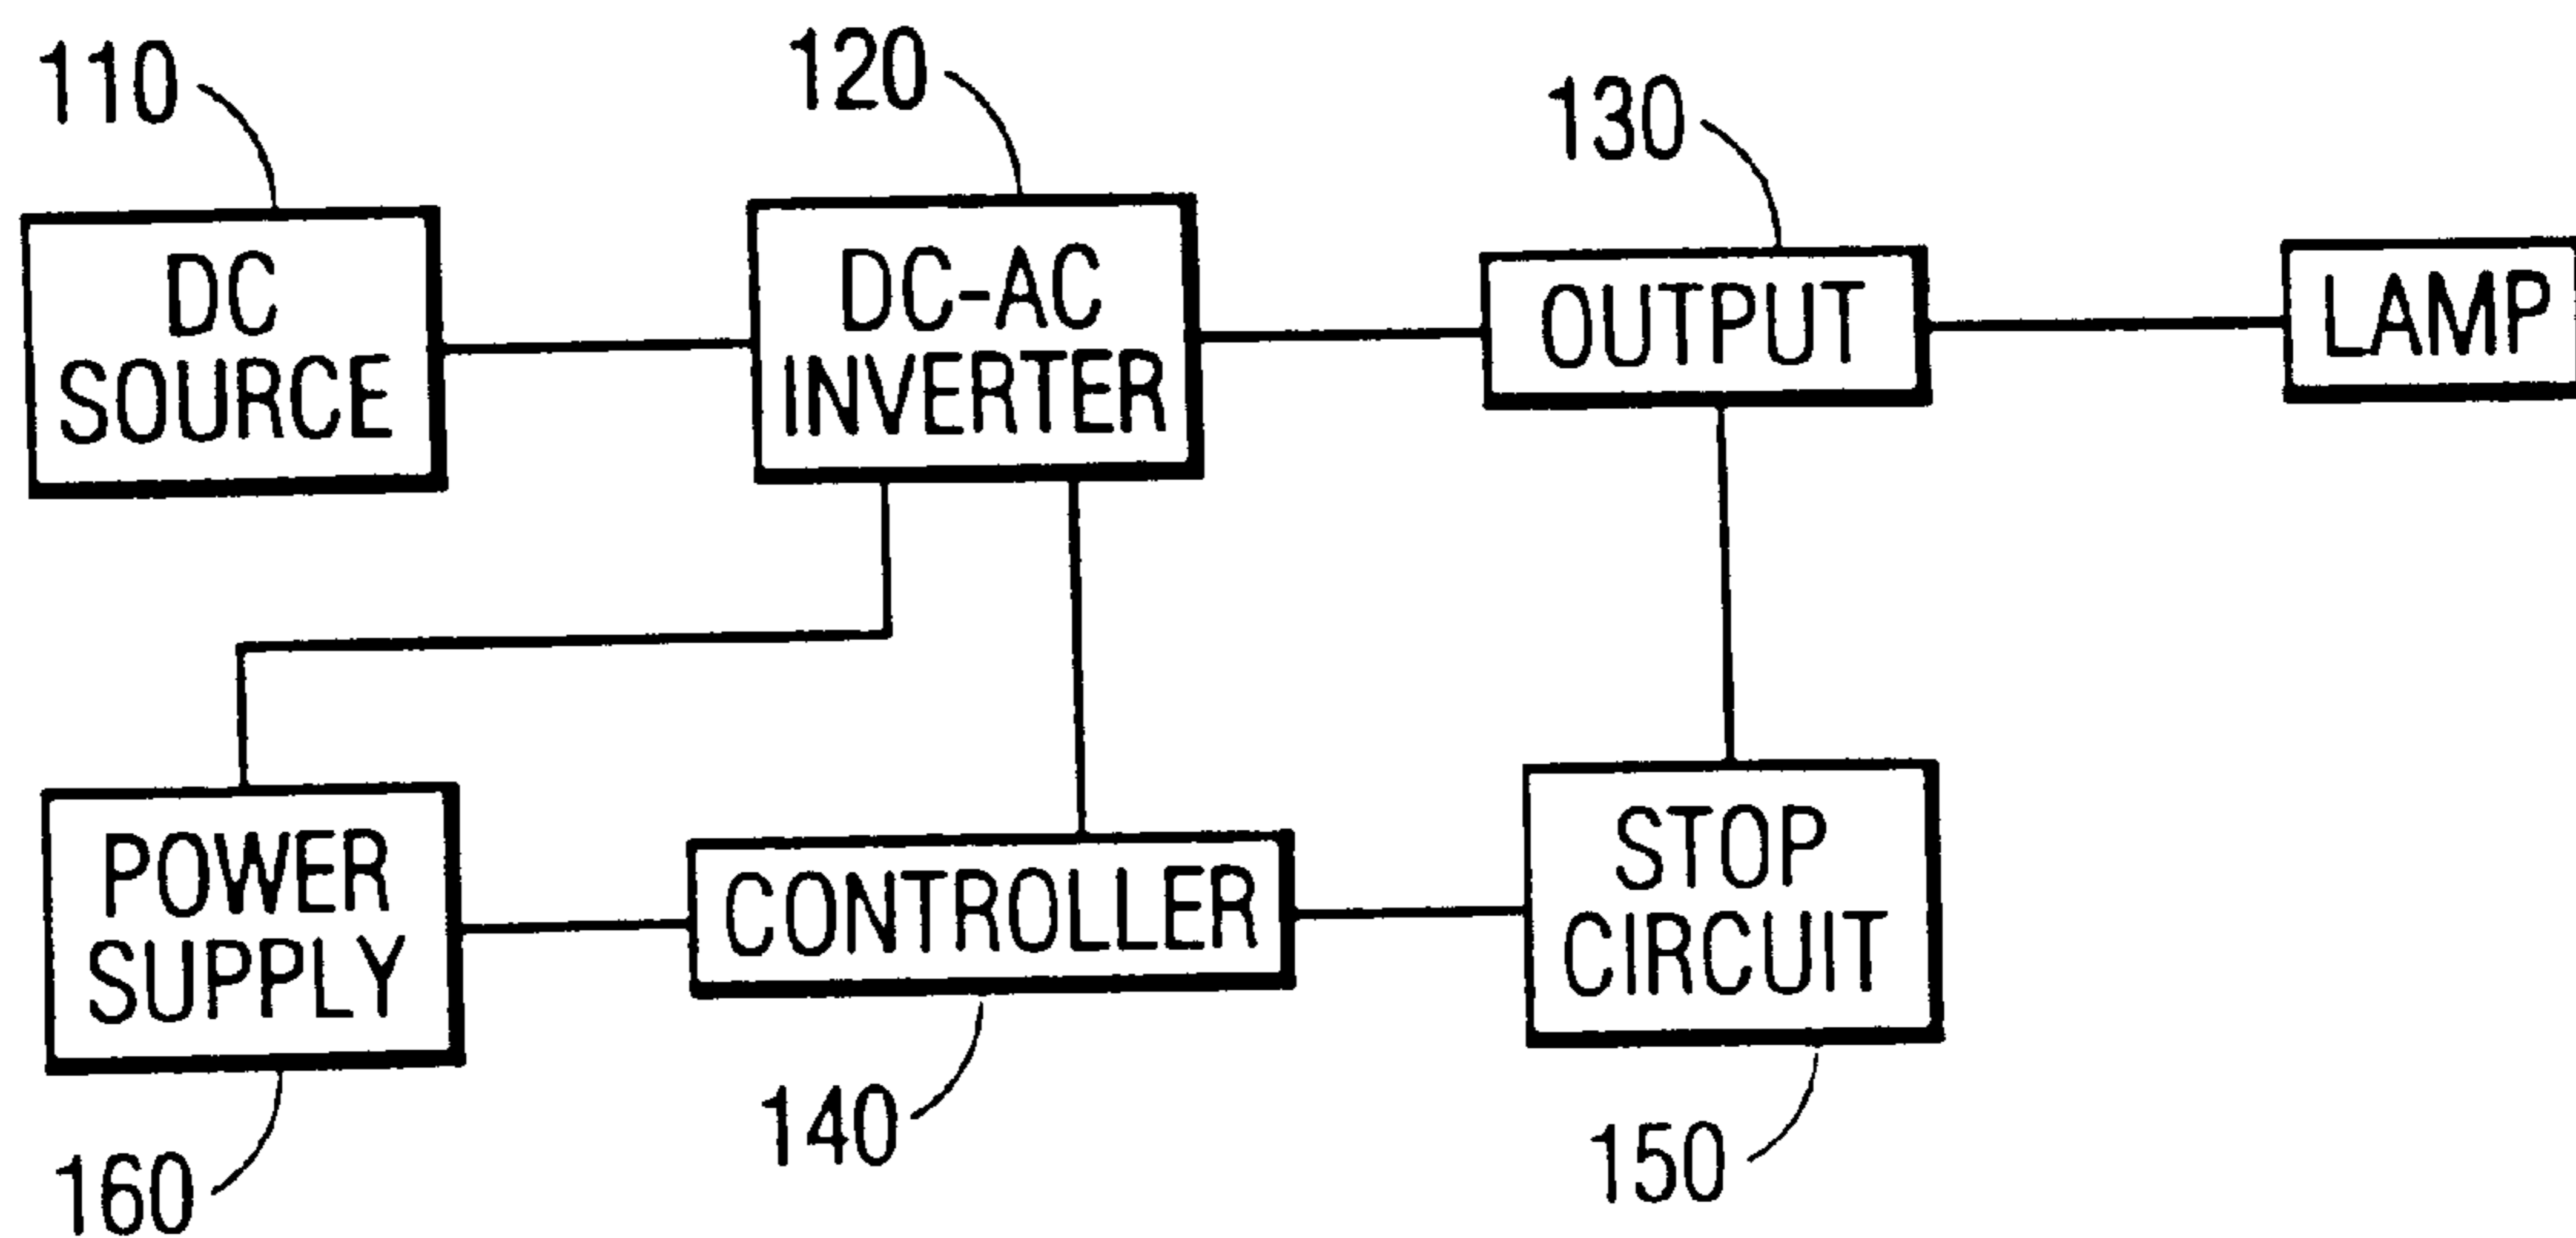 110
120
130
DC
SOURCE
DC-AC
INVERTER
OUTPUT
LAMP
POWER
SUPPLY
CONTROLLER
STOP
CIRCUIT
160
140
150